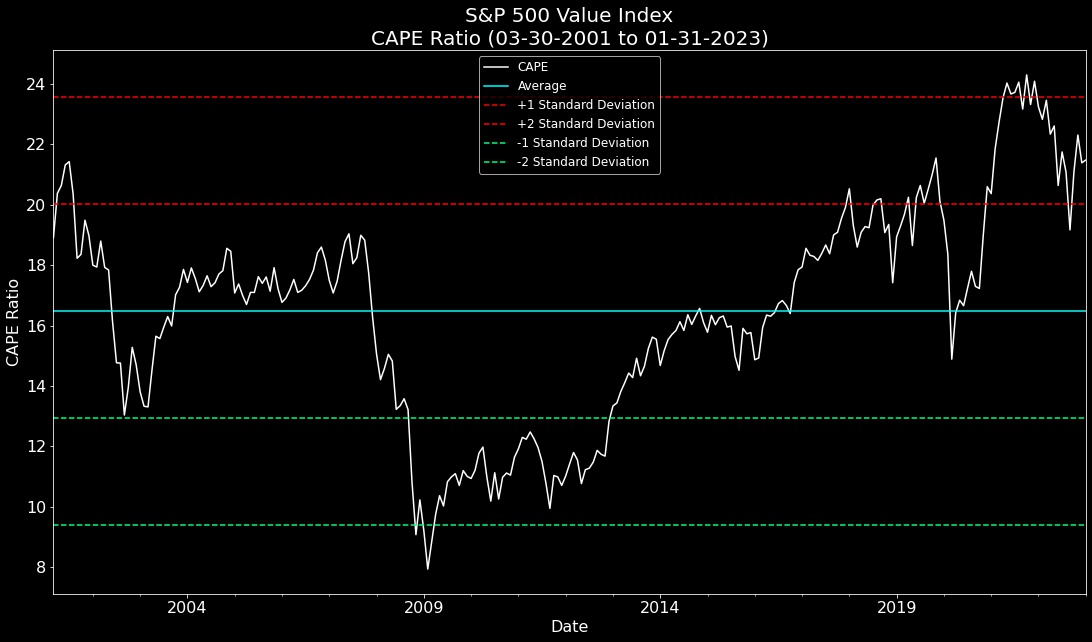 S&P 500 Value Index
CAPE Ratio (03-30-2001 to 01-31-2023)
CAPE
Average
+1 Standard Deviation
+2 Standard Deviation
-1 Standard Deviation
-2 Standard Deviation
CAPE Ratio
24
22
20
18
16
14
12
10
8
2004
2009
2014
2019
Date